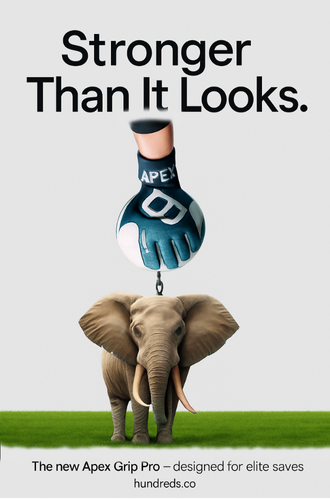 Stronger
Than It Looks.
APEX
The new Apex Grip Pro – designed for elite saves
hundreds.co